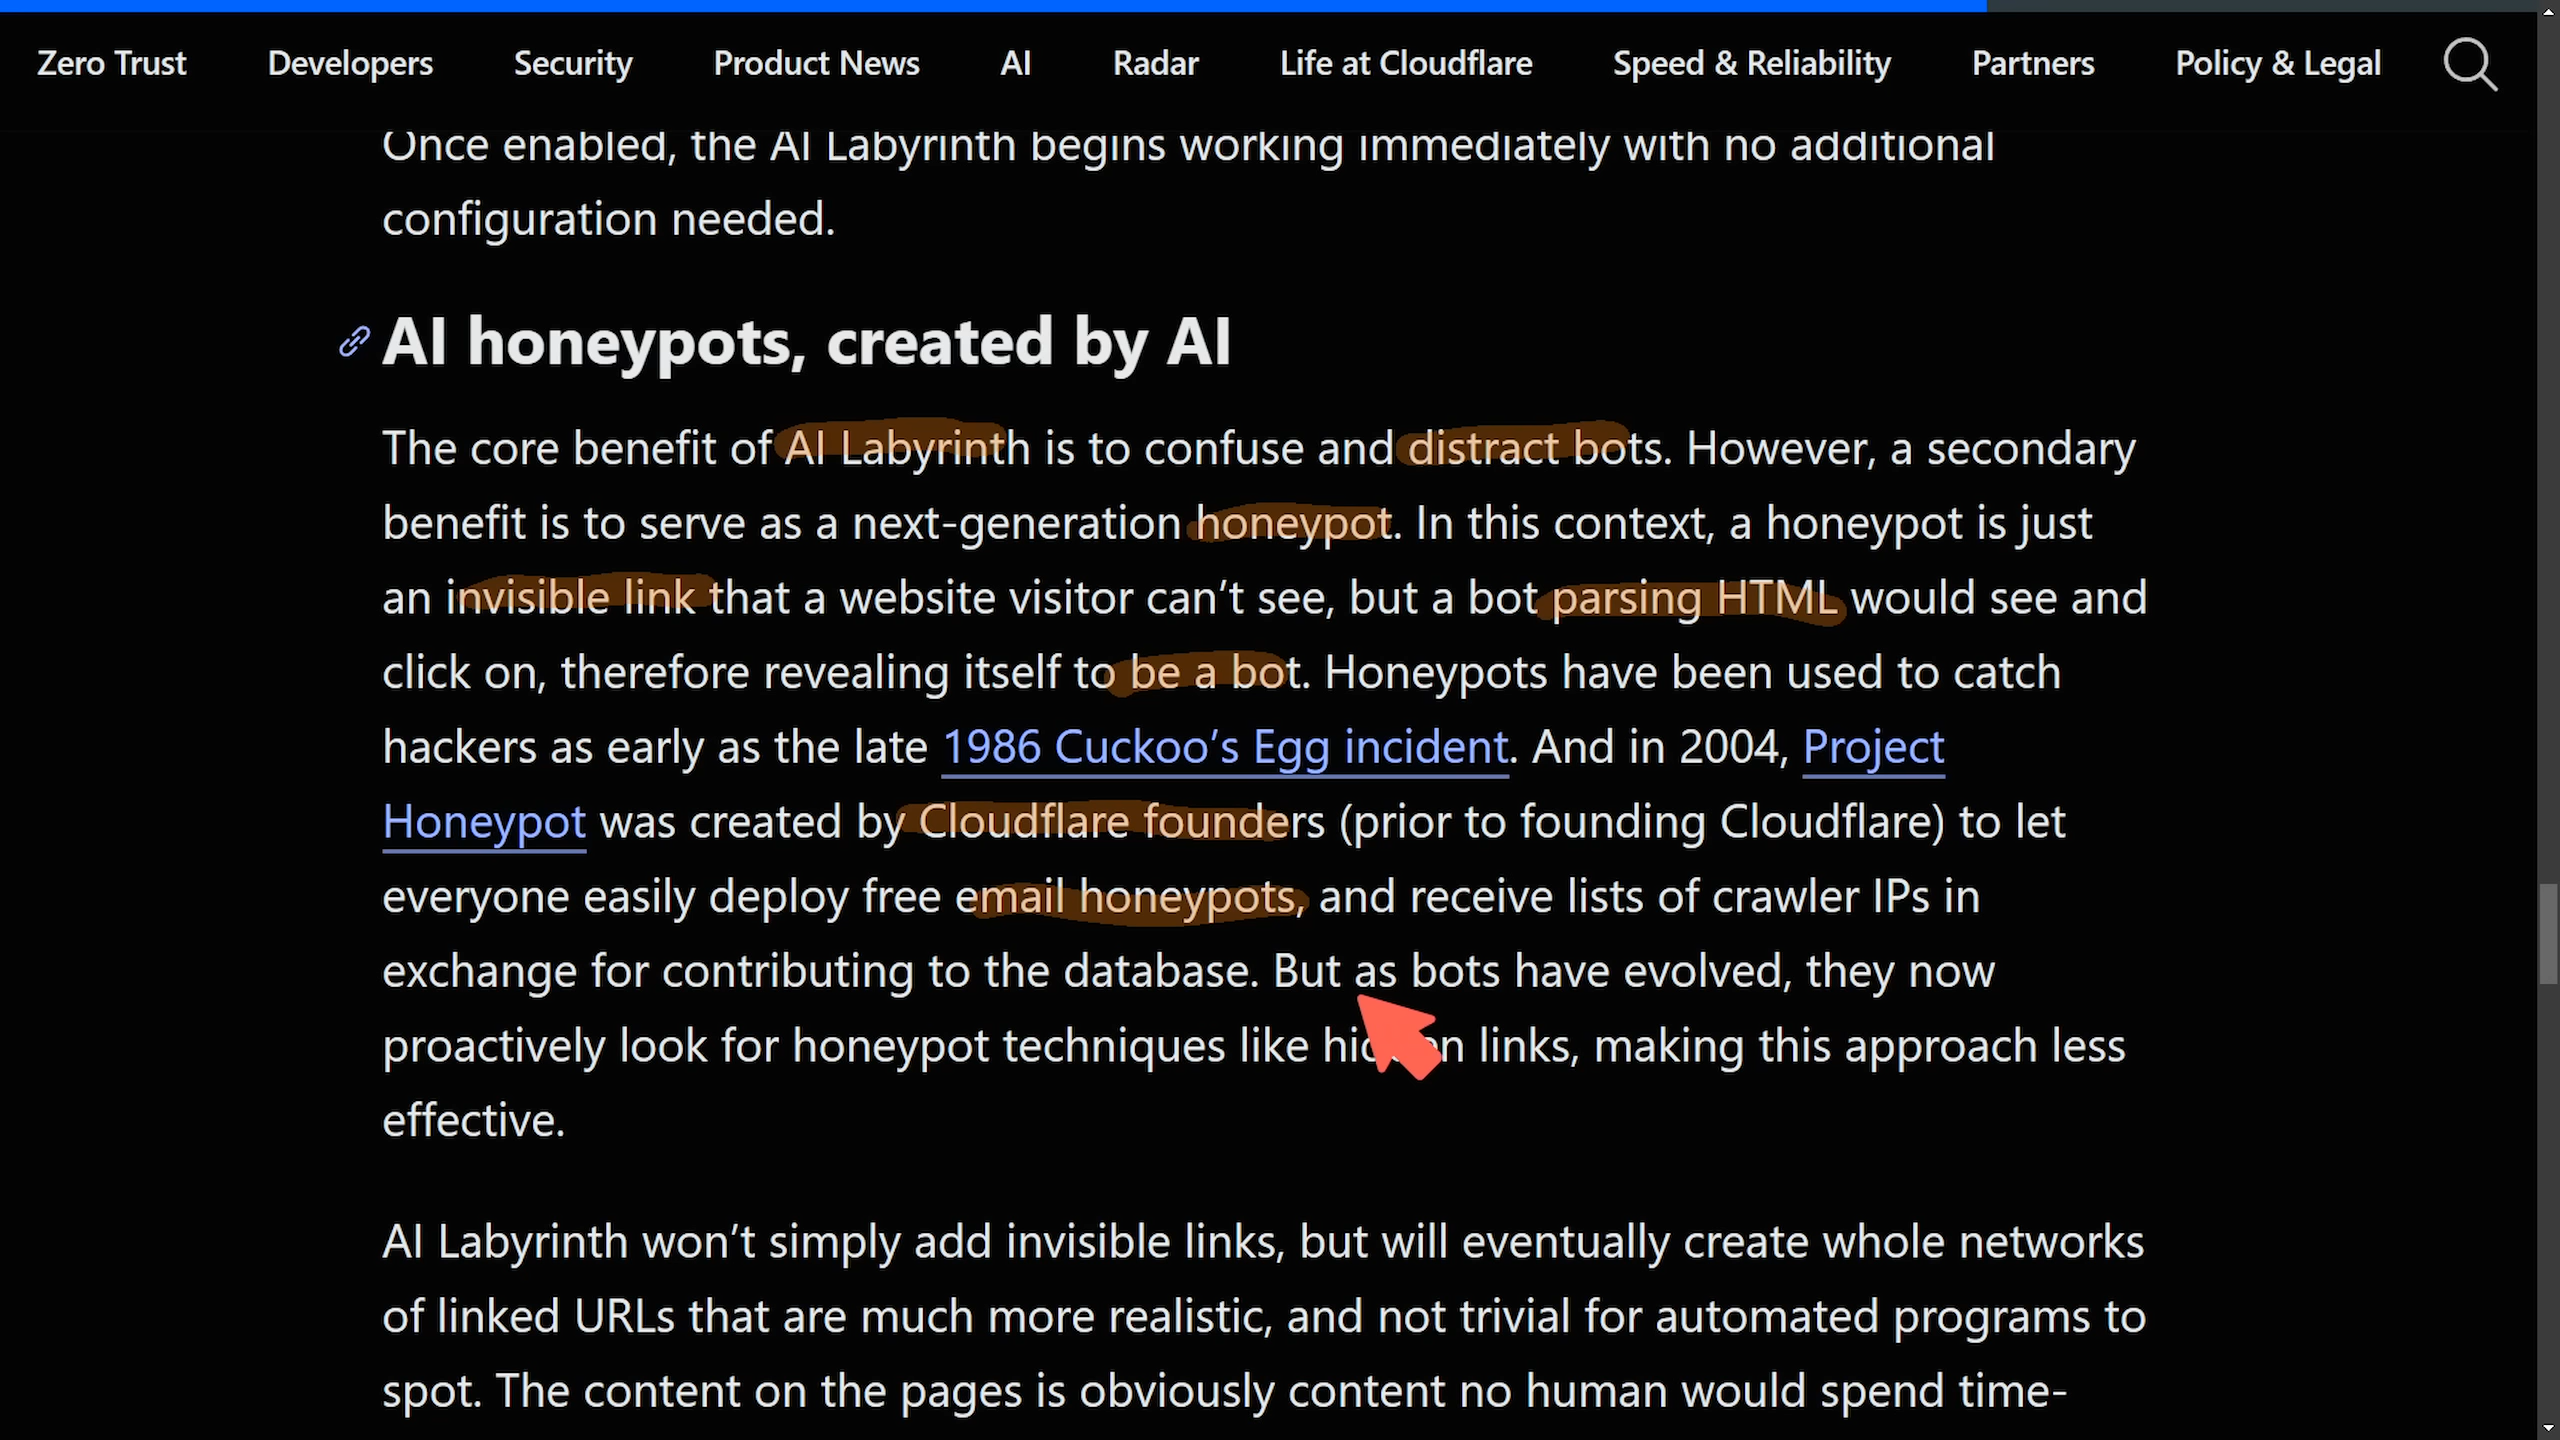 Zero Trust Developers Security Product News AI Radar Life at Cloudflare Speed & Reliability Partners Policy & Legal
Once enabled, the AI Labyrinth begins working immediately with no additional
configuration needed.
AI honeypots, created by AI
The core benefit of AI Labyrinth is to confuse and distract bots. However, a secondary
benefit is to serve as a next-generation honeypot. In this context, a honeypot is just
an invisible link that a website visitor can’t see, but a bot parsing HTML would see and
click on, therefore revealing itself to be a bot. Honeypots have been used to catch
hackers as early as the late 1986 Cuckoo’s Egg incident. And in 2004, Project
Honeypot was created by Cloudflare founders (prior to founding Cloudflare) to let
everyone easily deploy free email honeypots, and receive lists of crawler IPs in
exchange for contributing to the database. But as bots have evolved, they now
proactively look for honeypot techniques like hidden links, making this approach less
effective.
AI Labyrinth won’t simply add invisible links, but will eventually create whole networks
of linked URLs that are much more realistic, and not trivial for automated programs to
spot. The content on the pages is obviously content no human would spend time-